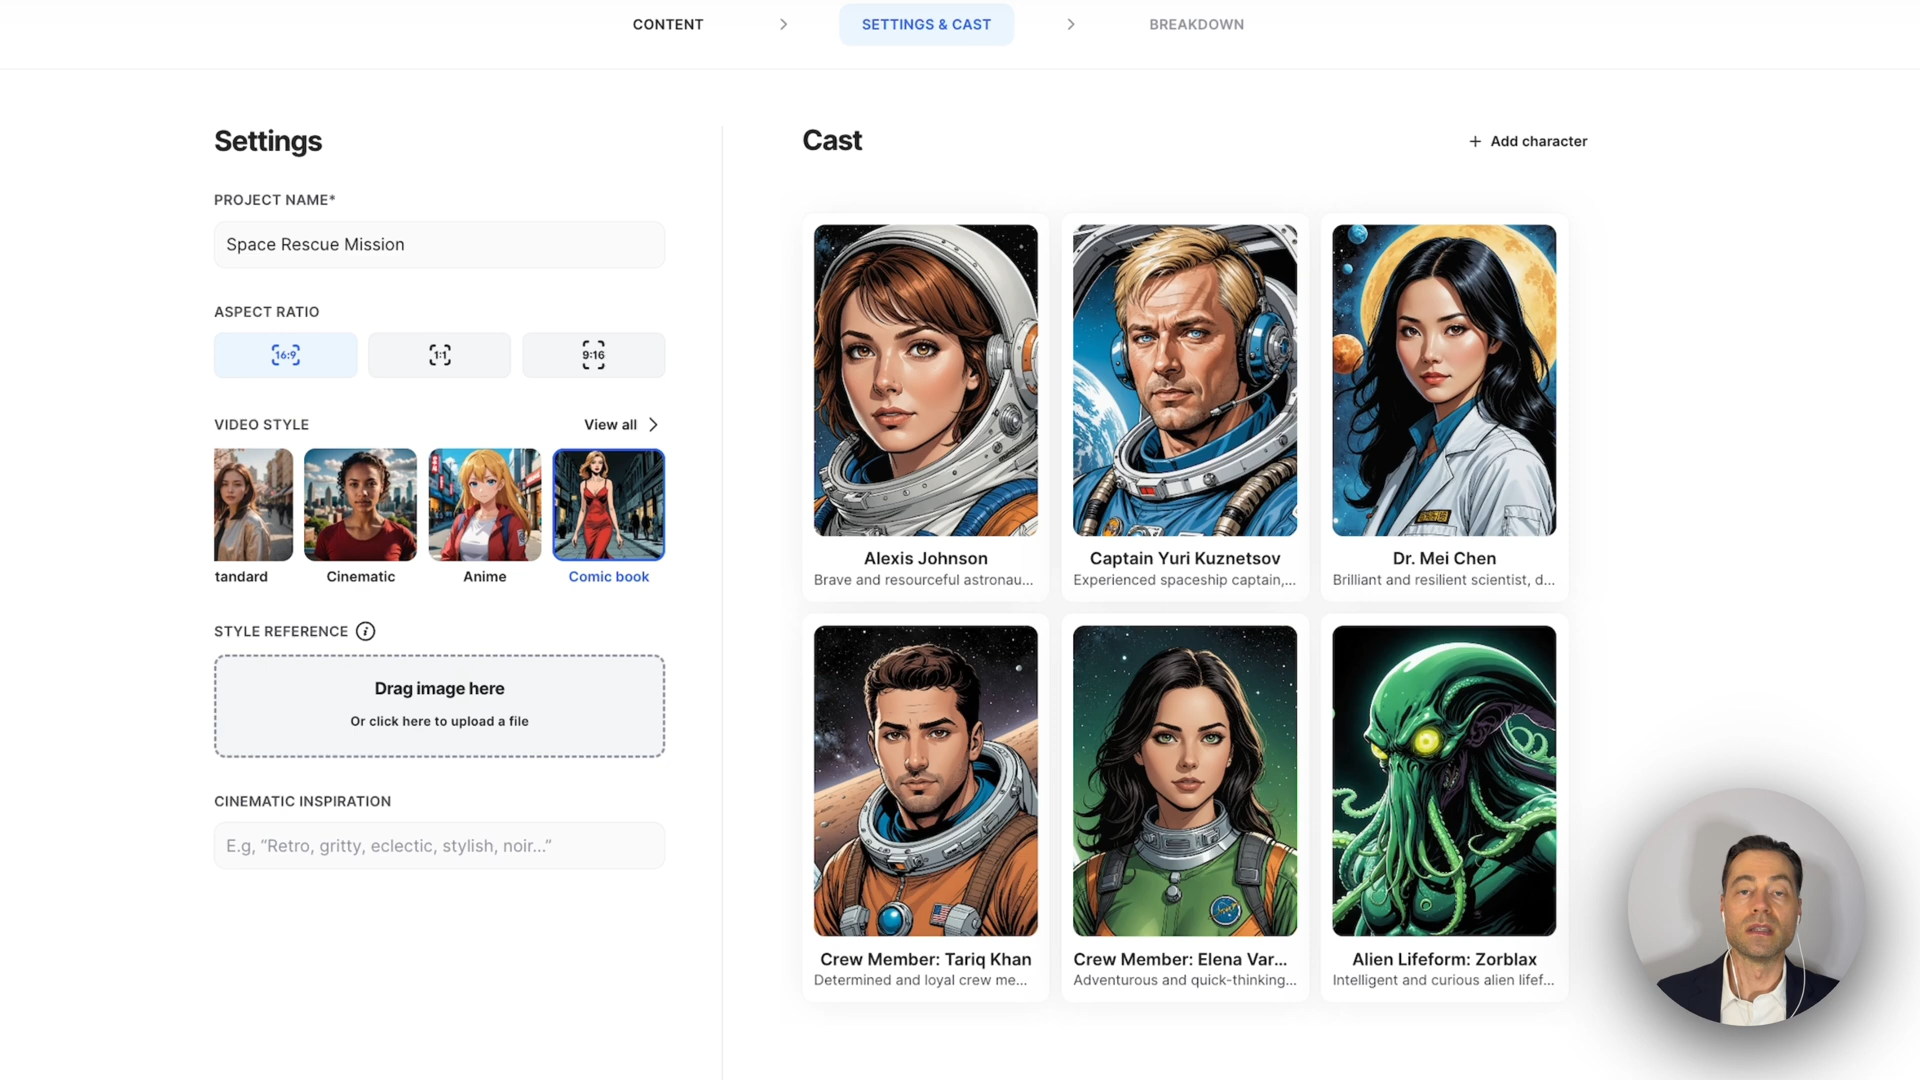 CONTENT
SETTINGS & CAST
BREAKDOWN
Settings
PROJECT NAME*
Space Rescue Mission
ASPECT RATIO
16:9
1:1
9:16
VIDEO STYLE
View all
tandard
Cinematic
Anime
Comic book
STYLE REFERENCE
Drag image here
Or click here to upload a file
CINEMATIC INSPIRATION
E.g, “Retro, gritty, eclectic, stylish, noir...”
Cast
+ Add character
Alexis Johnson
Brave and resourceful astronau...
Captain Yuri Kuznetsov
Experienced spaceship captain,...
Dr. Mei Chen
Brilliant and resilient scientist, d...
Crew Member: Tariq Khan
Determined and loyal crew me...
Crew Member: Elena Var...
Adventurous and quick-thinking...
Alien Lifeform: Zorblax
Intelligent and curious alien lifef...